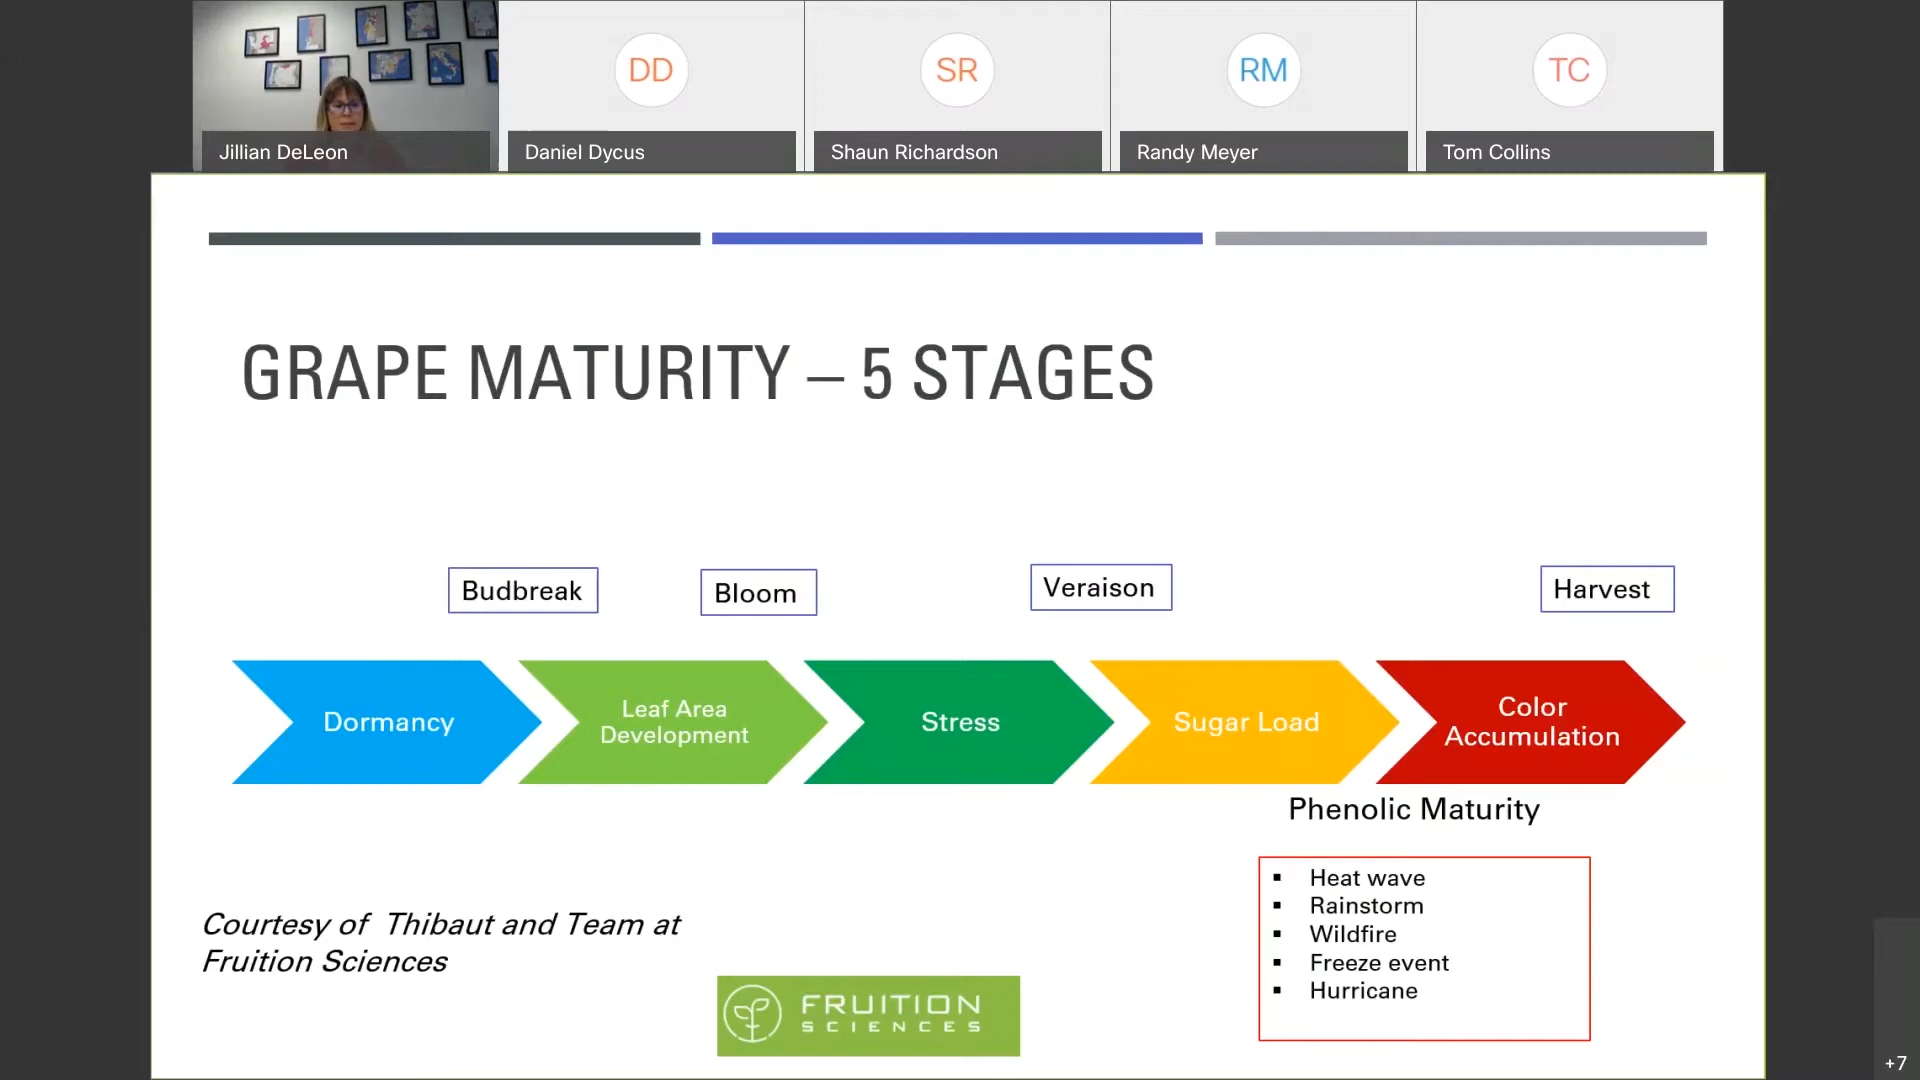 DD
SR
RM
TC
Jillian DeLeon
Daniel Dycus
Shaun Richardson
Randy Meyer
Tom Collins
GRAPE MATURITY – 5 STAGES
Budbreak
Bloom
Veraison
Harvest
Dormancy
Leaf Area
Development
Stress
Sugar Load
Color
Accumulation
Phenolic Maturity
▪ Heat wave
▪ Rainstorm
▪ Wildfire
▪ Freeze event
▪ Hurricane
Courtesy of Thibaut and Team at
Fruition Sciences
FRUITION
SCIENCES
+7